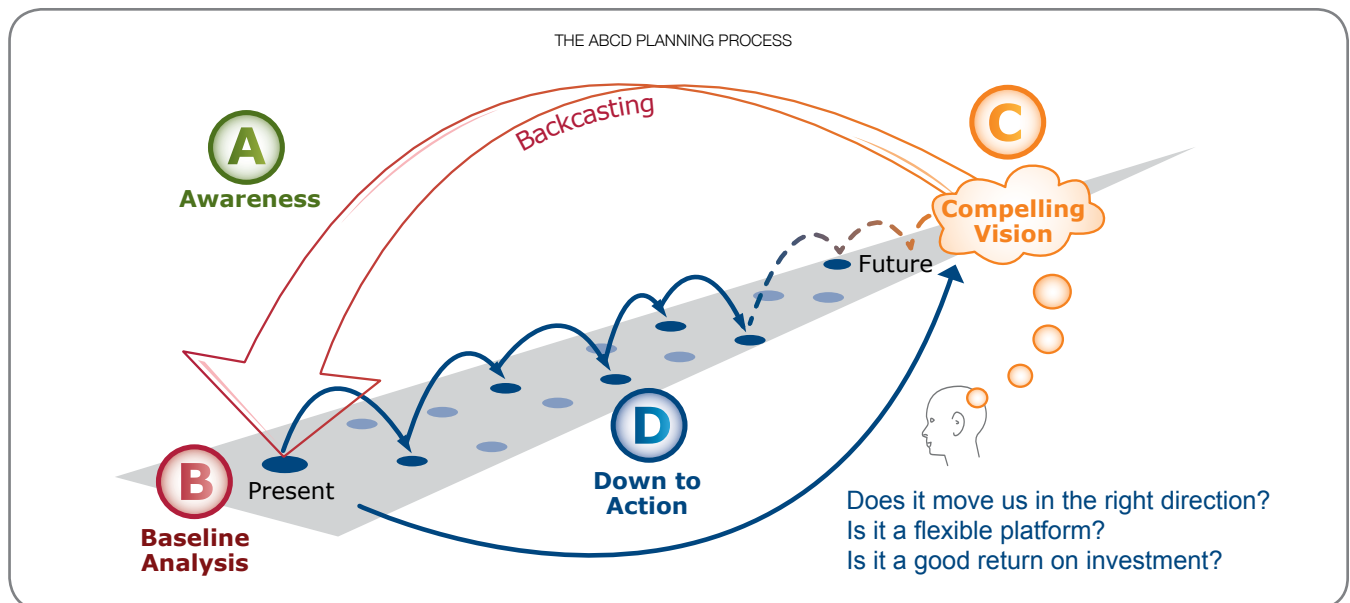 THE ABCD PLANNING PROCESS
Backcasting
A
Awareness
C
Compelling
Vision
Future
D
Down to
Action
B
Present
Baseline
Analysis
Does it move us in the right direction?
Is it a flexible platform?
Is it a good return on investment?